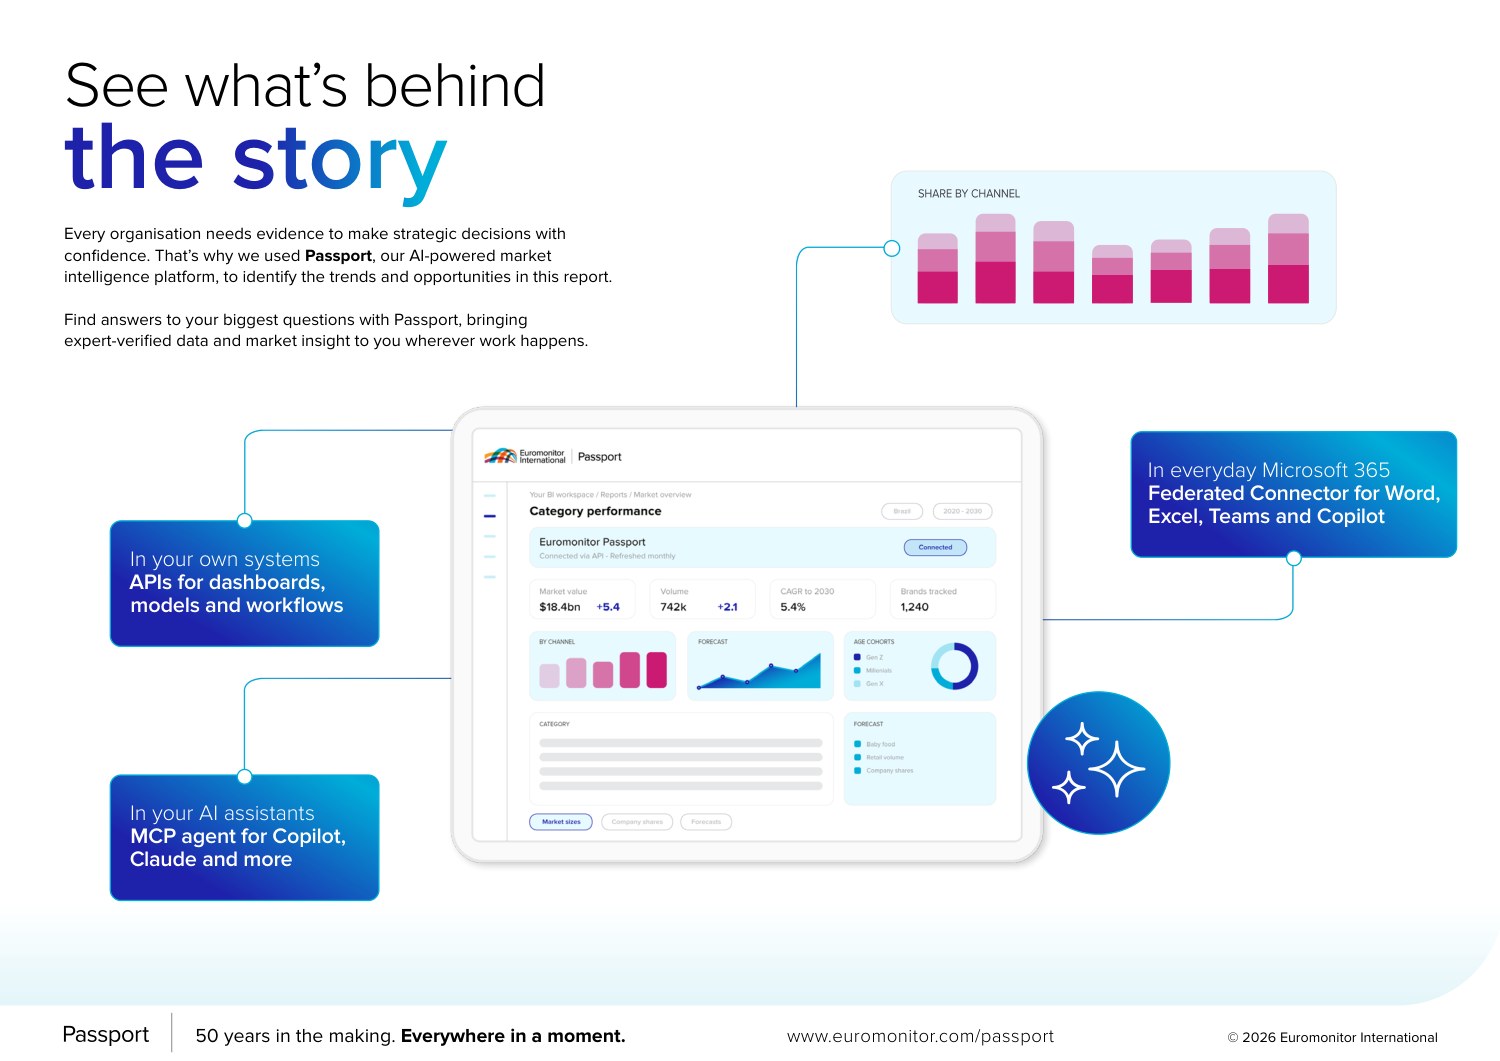 See what’s behind
the story
Every organisation needs evidence to make strategic decisions with
confidence. That’s why we used Passport, our AI-powered market
intelligence platform, to identify the trends and opportunities in this report.
Find answers to your biggest questions with Passport, bringing
expert-verified data and market insight to you wherever work happens.
SHARE BY CHANNEL
In your own systems
APIs for dashboards,
models and workflows
In your AI assistants
MCP agent for Copilot,
Claude and more
In everyday Microsoft 365
Federated Connector for Word,
Excel, Teams and Copilot
Euromonitor
International
Passport
Your BI workspace / Reports / Market overview
Category performance
Brazil
2020 - 2030
Euromonitor Passport
Connected via API - Refreshed monthly
Connected
Market value
$18.4bn +5.4
Volume
742k +2.1
CAGR to 2030
5.4%
Brands tracked
1,240
BY CHANNEL
FORECAST
AGE COHORTS
Gen Z
Millenials
Gen X
CATEGORY
FORECAST
Baby food
Retail volume
Company shares
Market sizes
Company shares
Forecasts
Passport
50 years in the making. Everywhere in a moment.
www.euromonitor.com/passport
© 2026 Euromonitor International